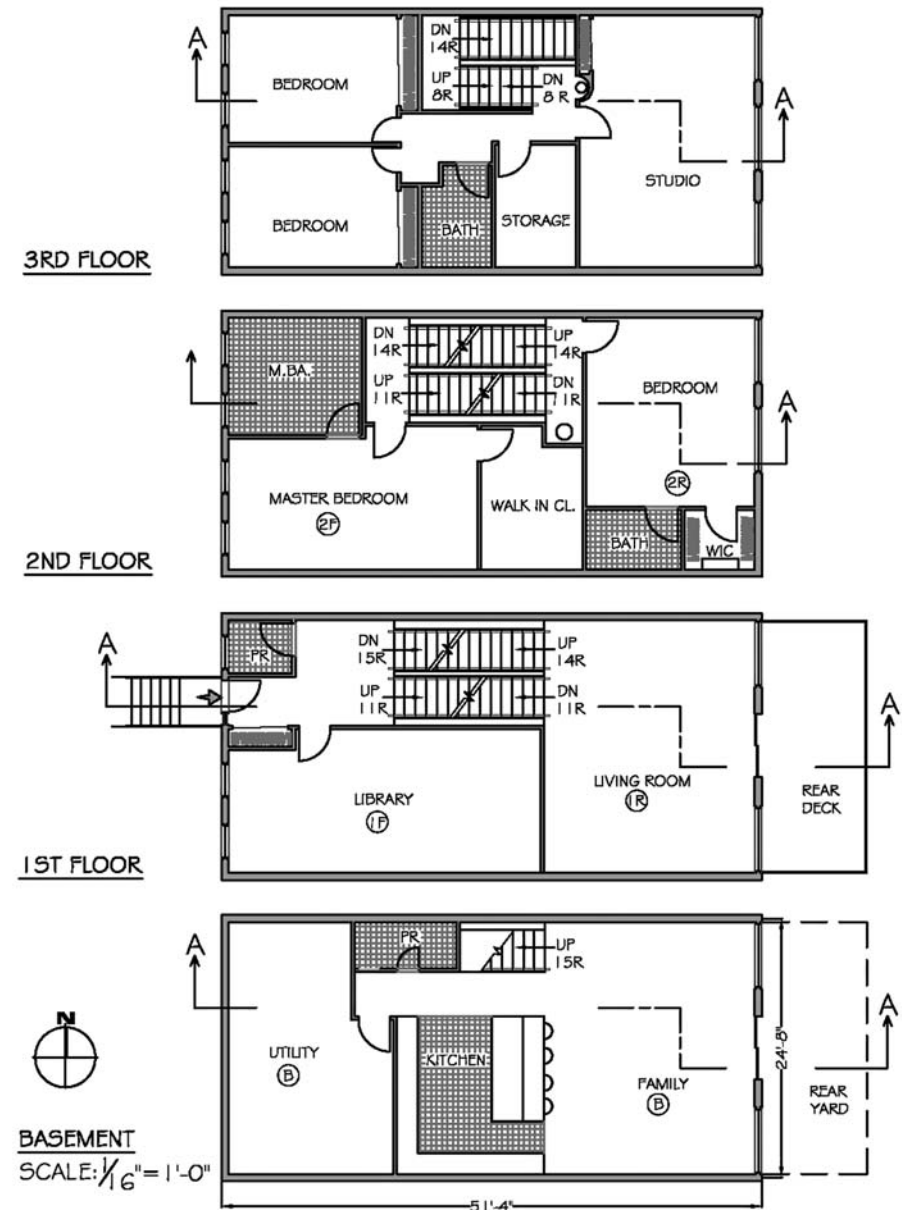 A
DN
14R
UP
8R
DN
8 R
BEDROOM
A
STUDIO
BEDROOM
BATH
STORAGE
3RD FLOOR
DN
14R
UP
14R
M.BA.
UP
11R
DN
11R
BEDROOM
A
MASTER BEDROOM
2F
WALK IN CL.
2R
BATH
WIC
2ND FLOOR
A
PR
DN
15R
UP
14R
UP
11R
DN
11R
A
LIBRARY
1F
LIVING ROOM
1R
REAR
DECK
1ST FLOOR
A
PR
UP
15R
A
N
UTILITY
B
KITCHEN
FAMILY
B
24'-8"
REAR
YARD
BASEMENT
SCALE: 1/16"=1'-0"
51'-4"